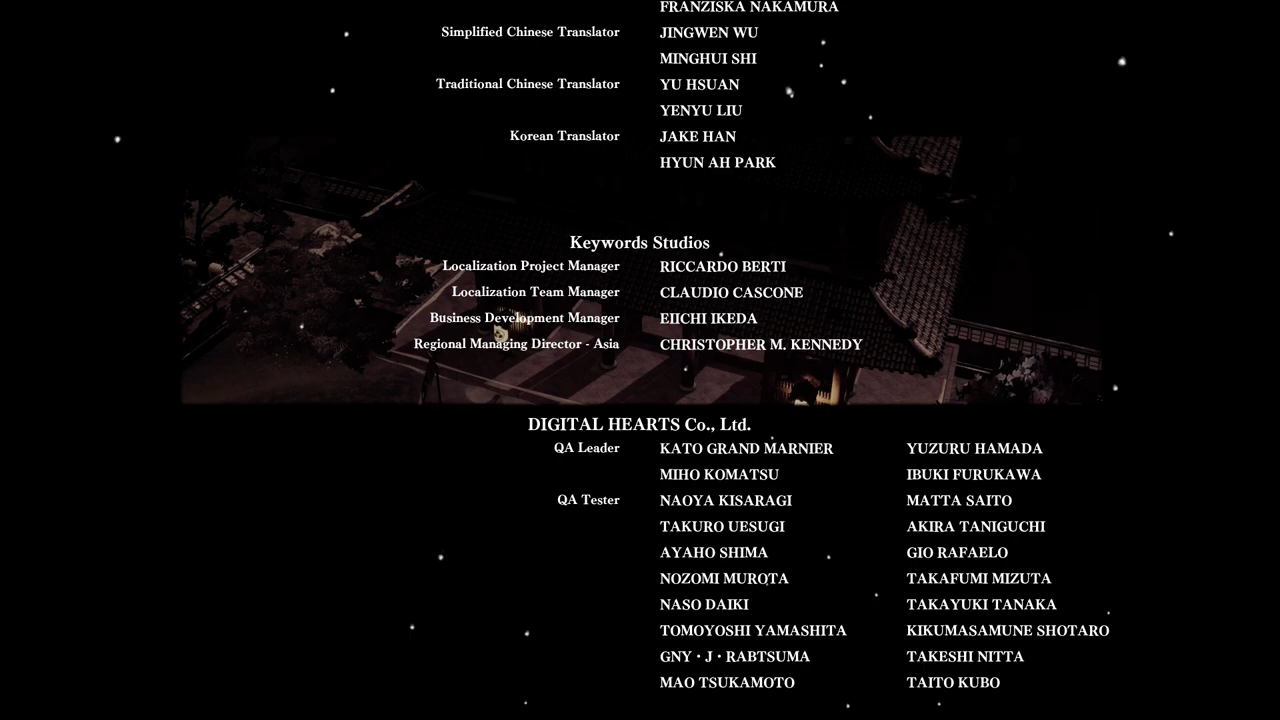 FRANZISKA NAKAMURA
Simplified Chinese Translator JINGWEN WU
MINGHUI SHI
Traditional Chinese Translator YU HSUAN
YENYU LIU
Korean Translator JAKE HAN
HYUN AH PARK
Keywords Studios
Localization Project Manager RICCARDO BERTI
Localization Team Manager CLAUDIO CASCONE
Business Development Manager EIICHI IKEDA
Regional Managing Director - Asia CHRISTOPHER M. KENNEDY
DIGITAL HEARTS Co., Ltd.
QA Leader KATO GRAND MARNIER YUZURU HAMADA
MIHO KOMATSU IBUKI FURUKAWA
QA Tester NAOYA KISARAGI MATTA SAITO
TAKURO UESUGI AKIRA TANIGUCHI
AYAHO SHIMA GIO RAFAELO
NOZOMI MUROTA TAKAFUMI MIZUTA
NASO DAIKI TAKAYUKI TANAKA
TOMOYOSHI YAMASHITA KIKUMASAMUNE SHOTARO
GNY・J・RABTSUMA TAKESHI NITTA
MAO TSUKAMOTO TAITO KUBO